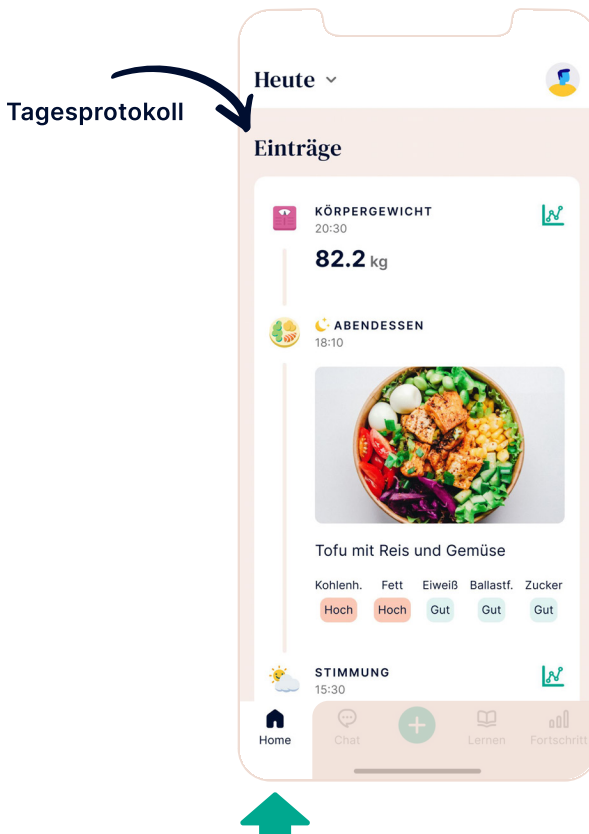 Heute
Tagesprotokoll
Einträge
KÖRPERGEWICHT
20:30
82.2 kg
ABENDESSEN
18:10
Tofu mit Reis und Gemüse
Kohlenh. Fett Eiweiß Ballastf. Zucker
Hoch Hoch Gut Gut Gut
STIMMUNG
15:30
Home Chat Lernen Fortschritt